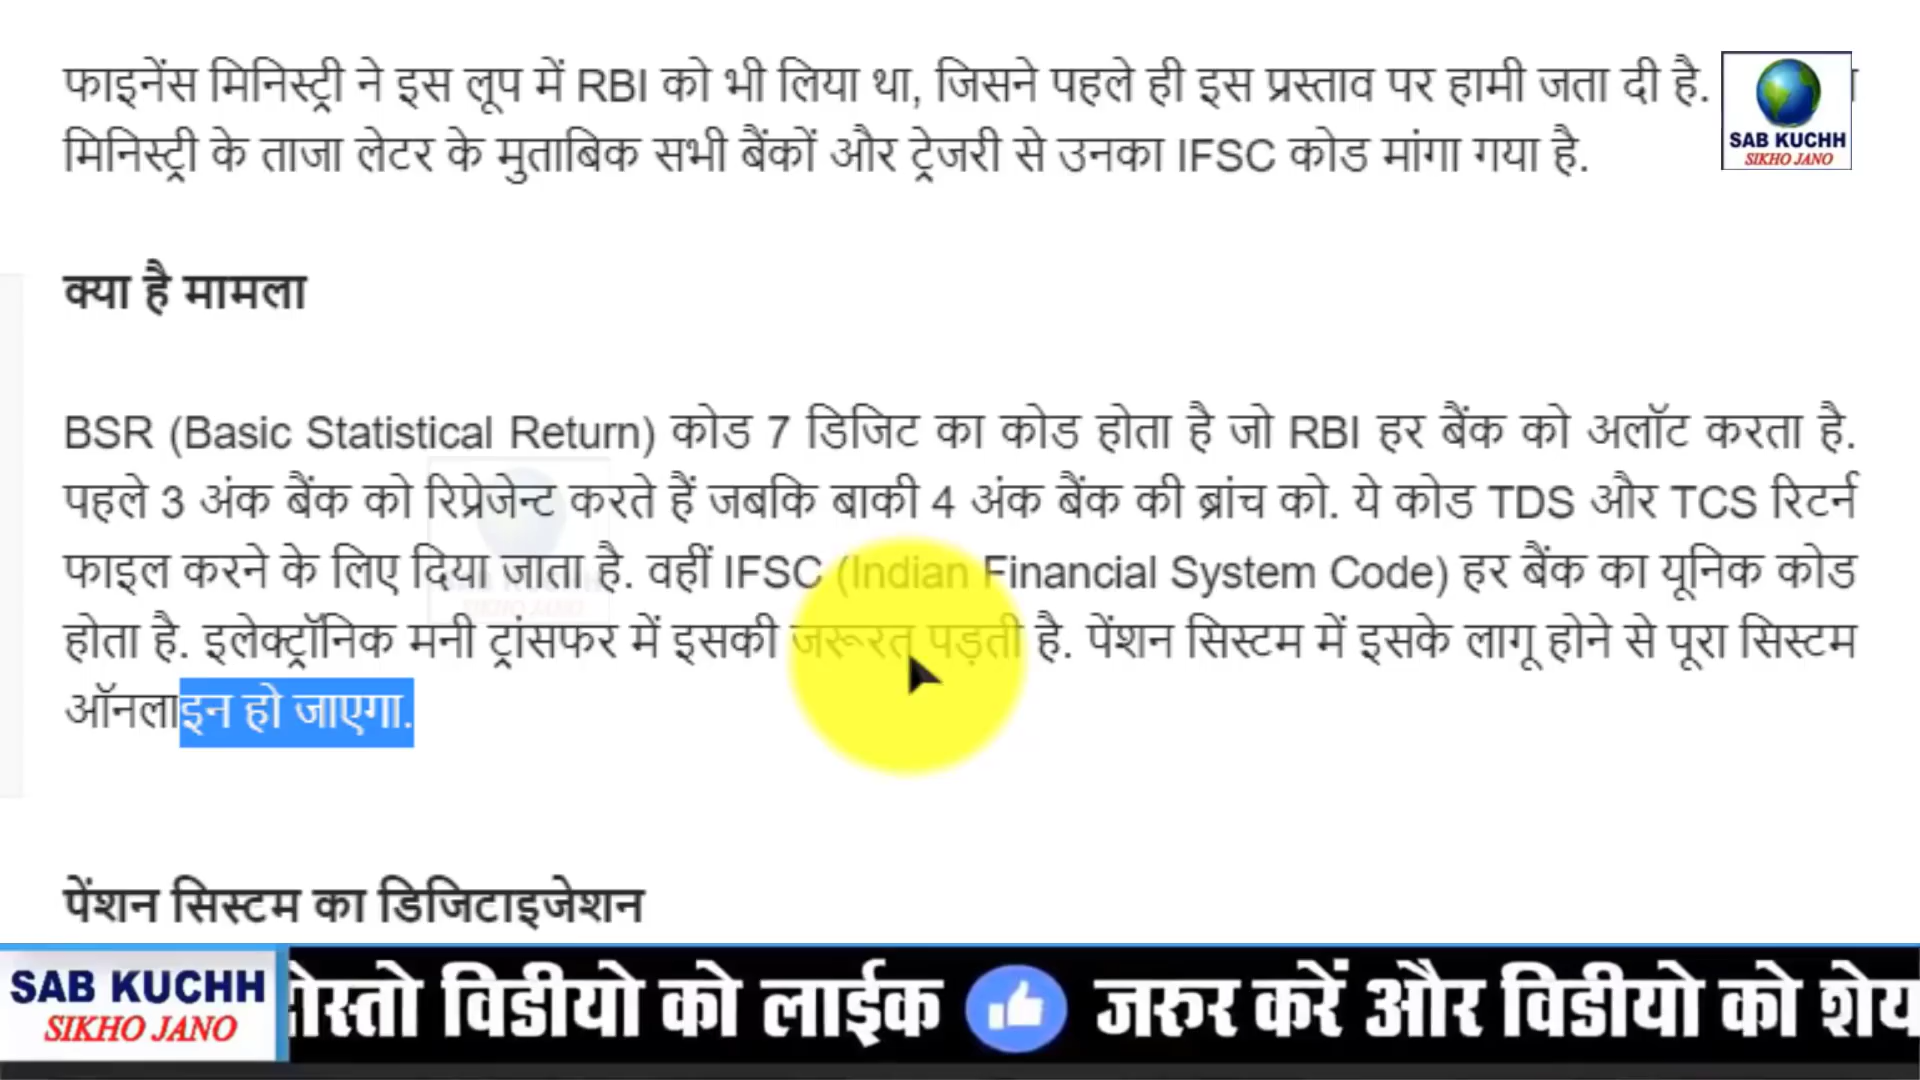 फाइनेंस मिनिस्ट्री ने इस लूप में RBI को भी लिया था, जिसने पहले ही इस प्रस्ताव पर हामी जता दी है.
मिनिस्ट्री के ताजा लेटर के मुताबिक सभी बैंकों और ट्रेजरी से उनका IFSC कोड मांगा गया है.
SAB KUCHH
SIKHO JANO
क्या है मामला
BSR (Basic Statistical Return) कोड 7 डिजिट का कोड होता है जो RBI हर बैंक को अलॉट करता है.
पहले 3 अंक बैंक को रिप्रेजेन्ट करते हैं जबकि बाकी 4 अंक बैंक की ब्रांच को. ये कोड TDS और TCS रिटर्न
फाइल करने के लिए दिया जाता है. वहीं IFSC (Indian Financial System Code) हर बैंक का यूनिक कोड
होता है. इलेक्ट्रॉनिक मनी ट्रांसफर में इसकी जरूरत पड़ती है. पेंशन सिस्टम में इसके लागू होने से पूरा सिस्टम
ऑनलाइन हो जाएगा.
पेंशन सिस्टम का डिजिटाइजेशन
SAB KUCHH
SIKHO JANO
विडीयो को लाईक जरुर करें और विडीयो को